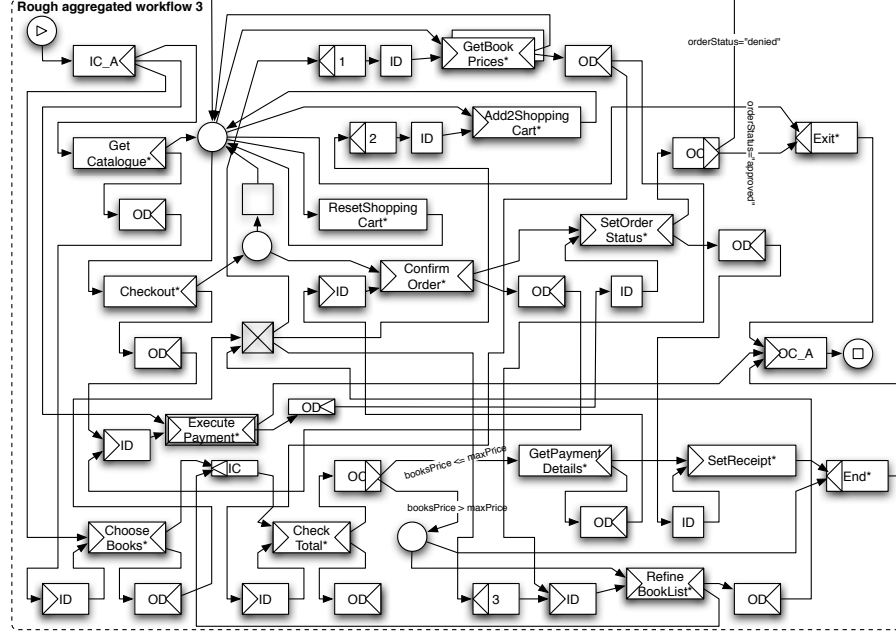 Rough aggregated workflow 3
IC_A
1
ID
GetBook
Prices*
OD
orderStatus="denied"
Get
Catalogue*
2
ID
Add2Shopping
Cart*
OC
orderStatus="approved"
Exit*
OD
ResetShopping
Cart*
SetOrder
Status*
OD
Checkout*
ID
Confirm
Order*
OD
ID
OD
OC_A
OD
Execute
Payment*
ID
IC
OC
booksPrice <= maxPrice
GetPayment
Details*
SetReceipt*
End*
booksPrice > maxPrice
Choose
Books*
Check
Total*
OD
ID
ID
OD
ID
OD
3
ID
Refine
BookList*
OD